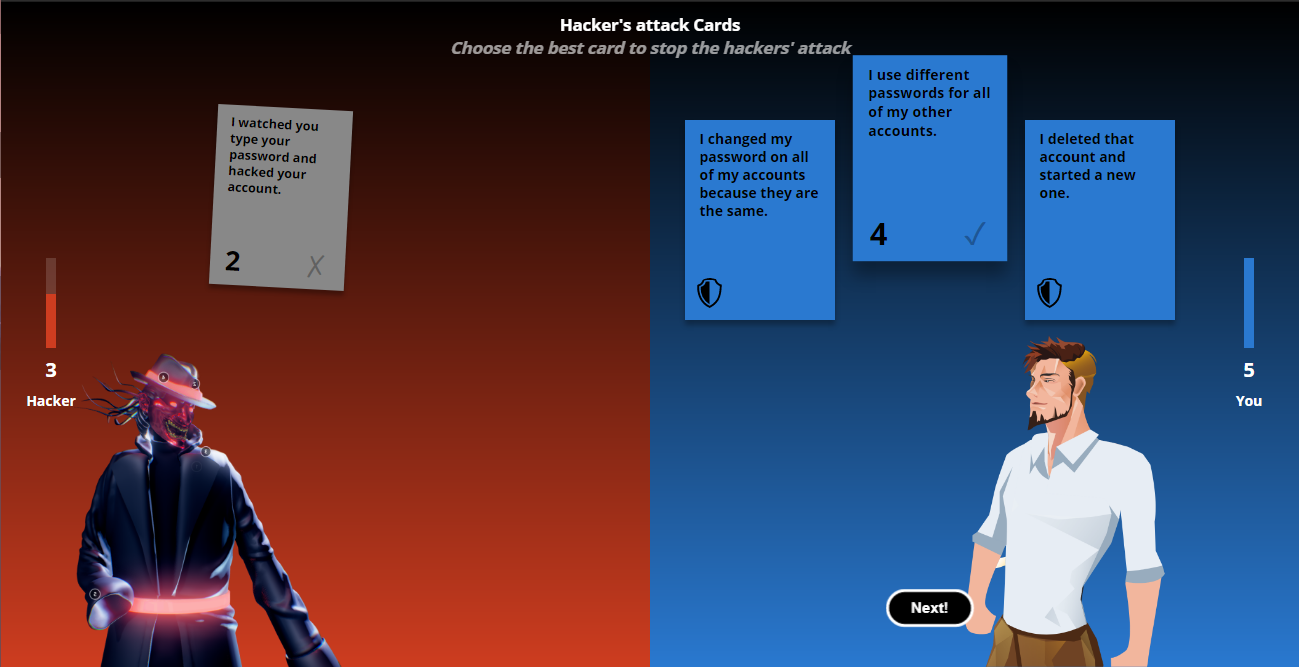 Hacker's attack Cards
Choose the best card to stop the hackers' attack
I watched you
type your
password and
hacked your
account.
2
X
3
Hacker
I changed my
password on all
of my accounts
because they are
the same.
I use different
passwords for all
of my other
accounts.
4
✓
I deleted that
account and
started a new
one.
5
You
Next!